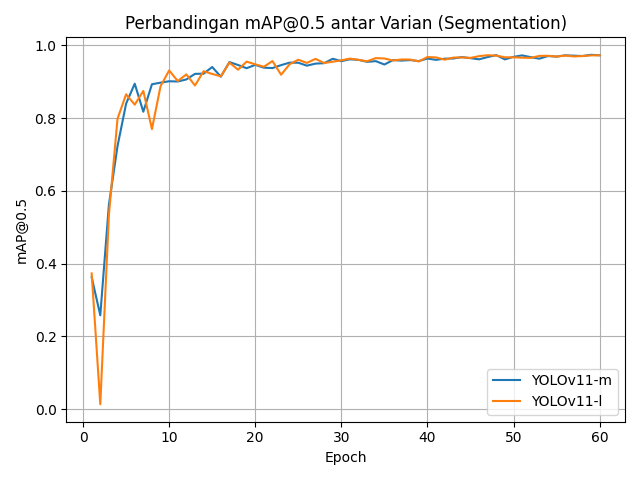 Perbandingan mAP@0.5 antar Varian (Segmentation)
mAP@0.5
1.0
0.8
0.6
0.4
0.2
0.0
0 10 20 30 40 50 60
Epoch
YOLOv11-m
YOLOv11-l